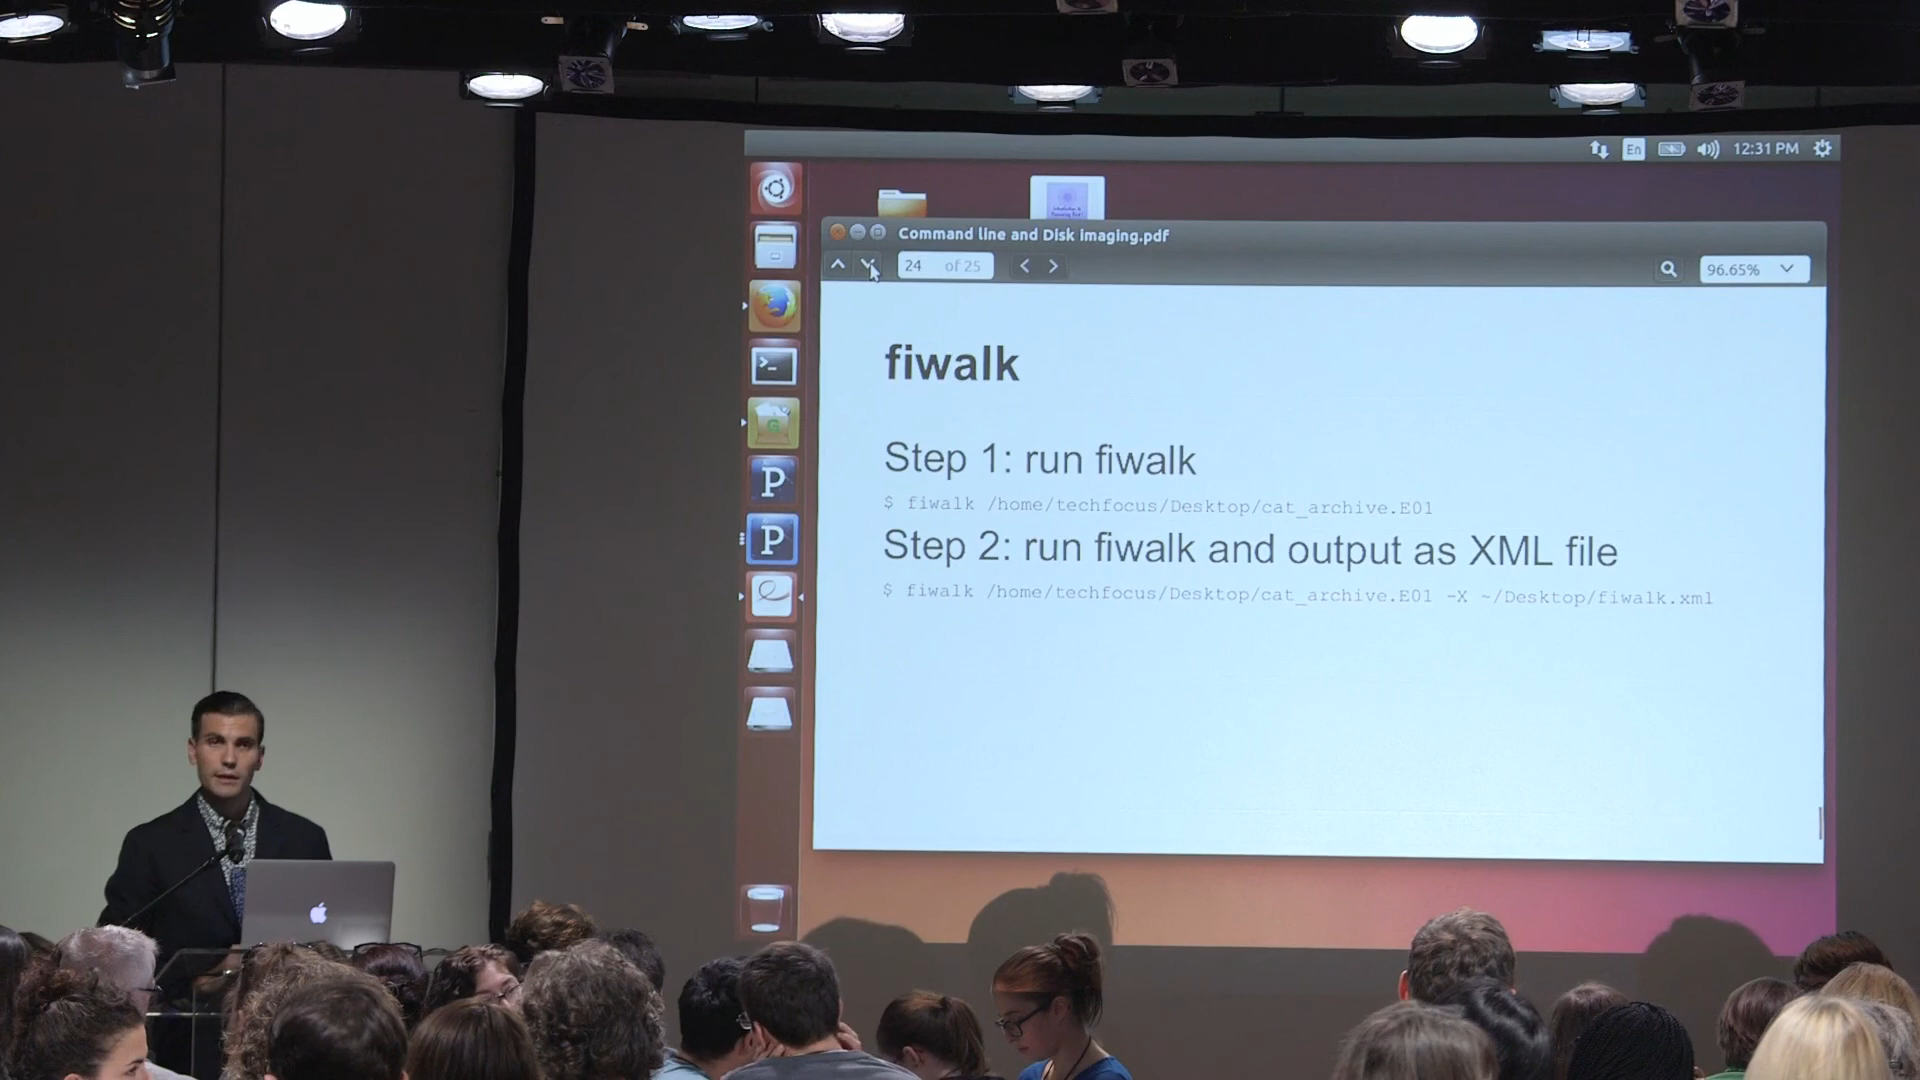 En 12:31 PM
Command line and Disk imaging.pdf
24 of 25
96.65%
fiwalk
Step 1: run fiwalk
$ fiwalk /home/techfocus/Desktop/cat_archive.E01
Step 2: run fiwalk and output as XML file
$ fiwalk /home/techfocus/Desktop/cat_archive.E01 -X ~/Desktop/fiwalk.xml
>_
G
P
P